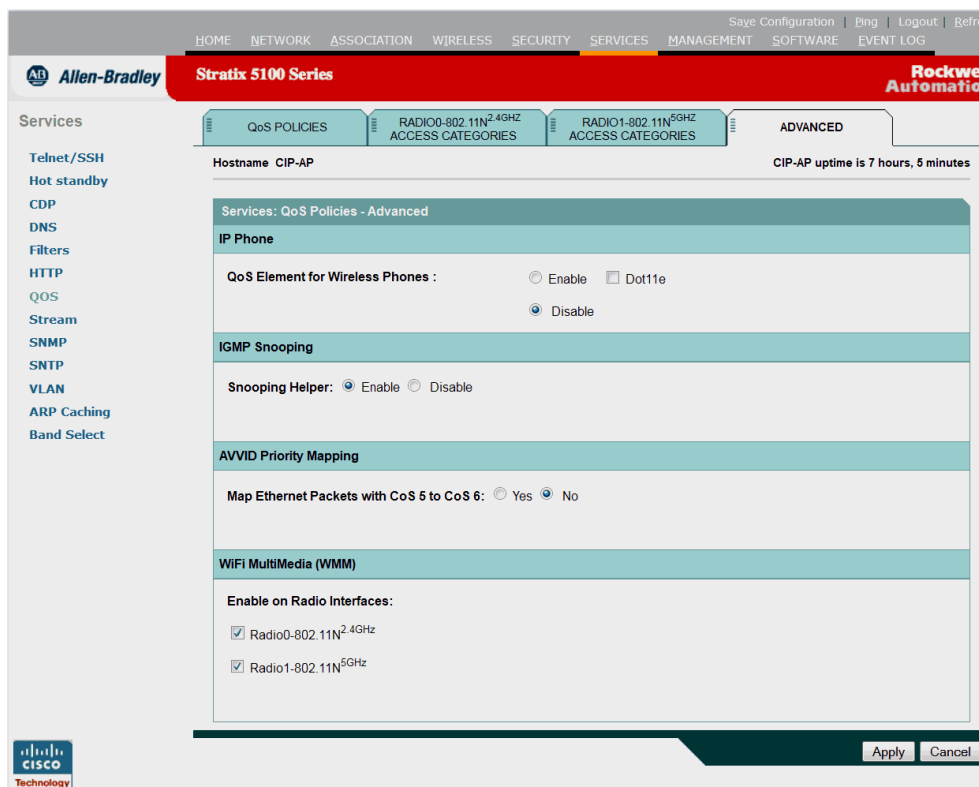 Save Configuration | Ping | Logout | Refr
HOME NETWORK ASSOCIATION WIRELESS SECURITY SERVICES MANAGEMENT SOFTWARE EVENT LOG
AB Allen-Bradley
Stratix 5100 Series
Rockwe
Automatio
Services
Telnet/SSH
Hot standby
CDP
DNS
Filters
HTTP
QOS
Stream
SNMP
SNTP
VLAN
ARP Caching
Band Select
QoS POLICIES
RADIO0-802.11N2.4GHZ
ACCESS CATEGORIES
RADIO1-802.11N5GHZ
ACCESS CATEGORIES
ADVANCED
Hostname CIP-AP
CIP-AP uptime is 7 hours, 5 minutes
Services: QoS Policies - Advanced
IP Phone
QoS Element for Wireless Phones :
Enable
Dot11e
Disable
IGMP Snooping
Snooping Helper: Enable Disable
AVVID Priority Mapping
Map Ethernet Packets with CoS 5 to CoS 6: Yes No
WiFi MultiMedia (WMM)
Enable on Radio Interfaces:
Radio0-802.11N2.4GHz
Radio1-802.11N5GHz
Apply Cancel
CISCO
Technology